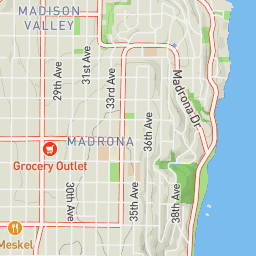 MADISON
VALLEY
29th Ave
31st Ave
33rd Ave
Madrona Dr
36th Ave
MADRONA
Grocery Outlet
30th Ave
35th Ave
38th Ave
Meskel